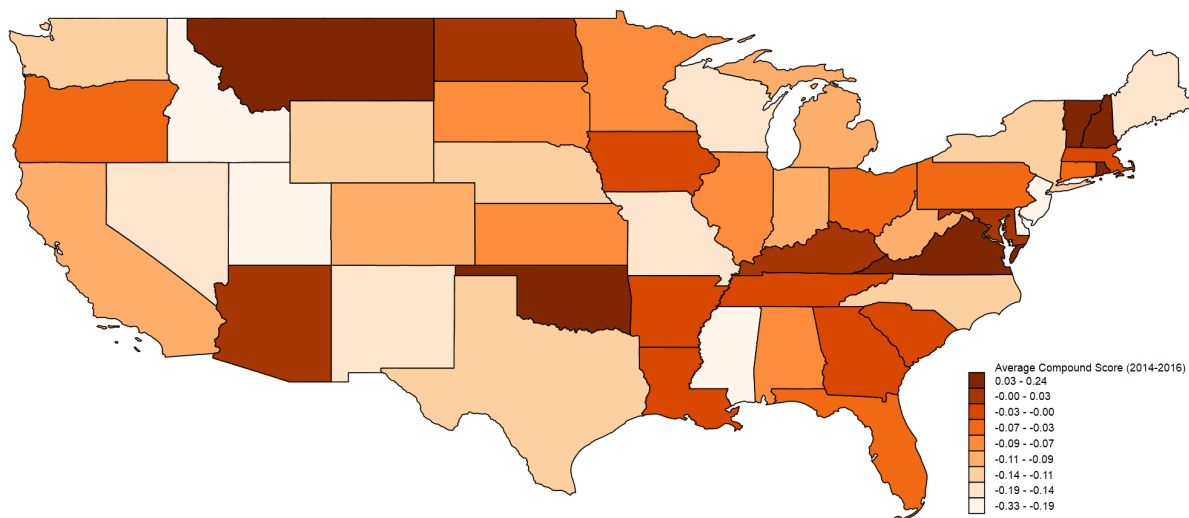 Average Compound Score (2014-2016)
0.03 - 0.24
-0.00 - 0.03
-0.03 - -0.00
-0.07 - -0.03
-0.09 - -0.07
-0.11 - -0.09
-0.14 - -0.11
-0.19 - -0.14
-0.33 - -0.19